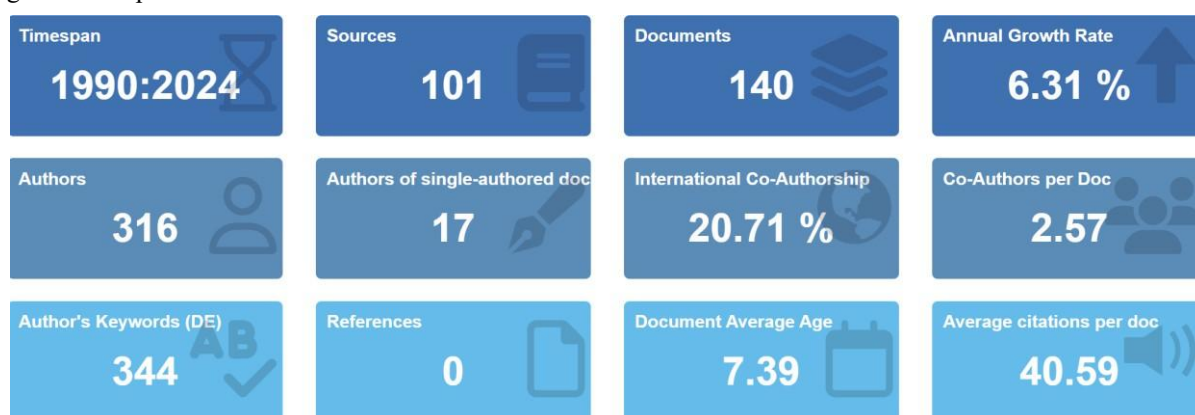 Timespan
1990:2024
Sources
101
Documents
140
Annual Growth Rate
6.31 %
Authors
316
Authors of single-authored doc
17
International Co-Authorship
20.71 %
Co-Authors per Doc
2.57
Author's Keywords (DE)
AB
344
References
0
Document Average Age
7.39
Average citations per doc
40.59